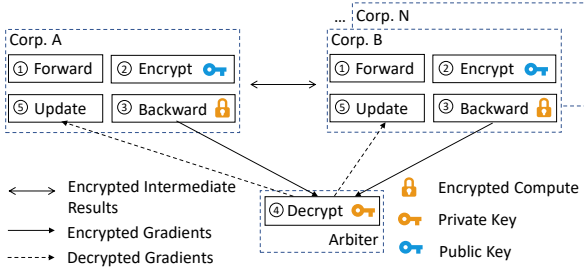 ... Corp. N
Corp. A
Corp. B
① Forward ② Encrypt
① Forward ② Encrypt
⑤ Update ③ Backward
⑤ Update ③ Backward
Encrypted Intermediate
Results
Encrypted Gradients
Decrypted Gradients
④ Decrypt
Arbiter
Encrypted Compute
Private Key
Public Key